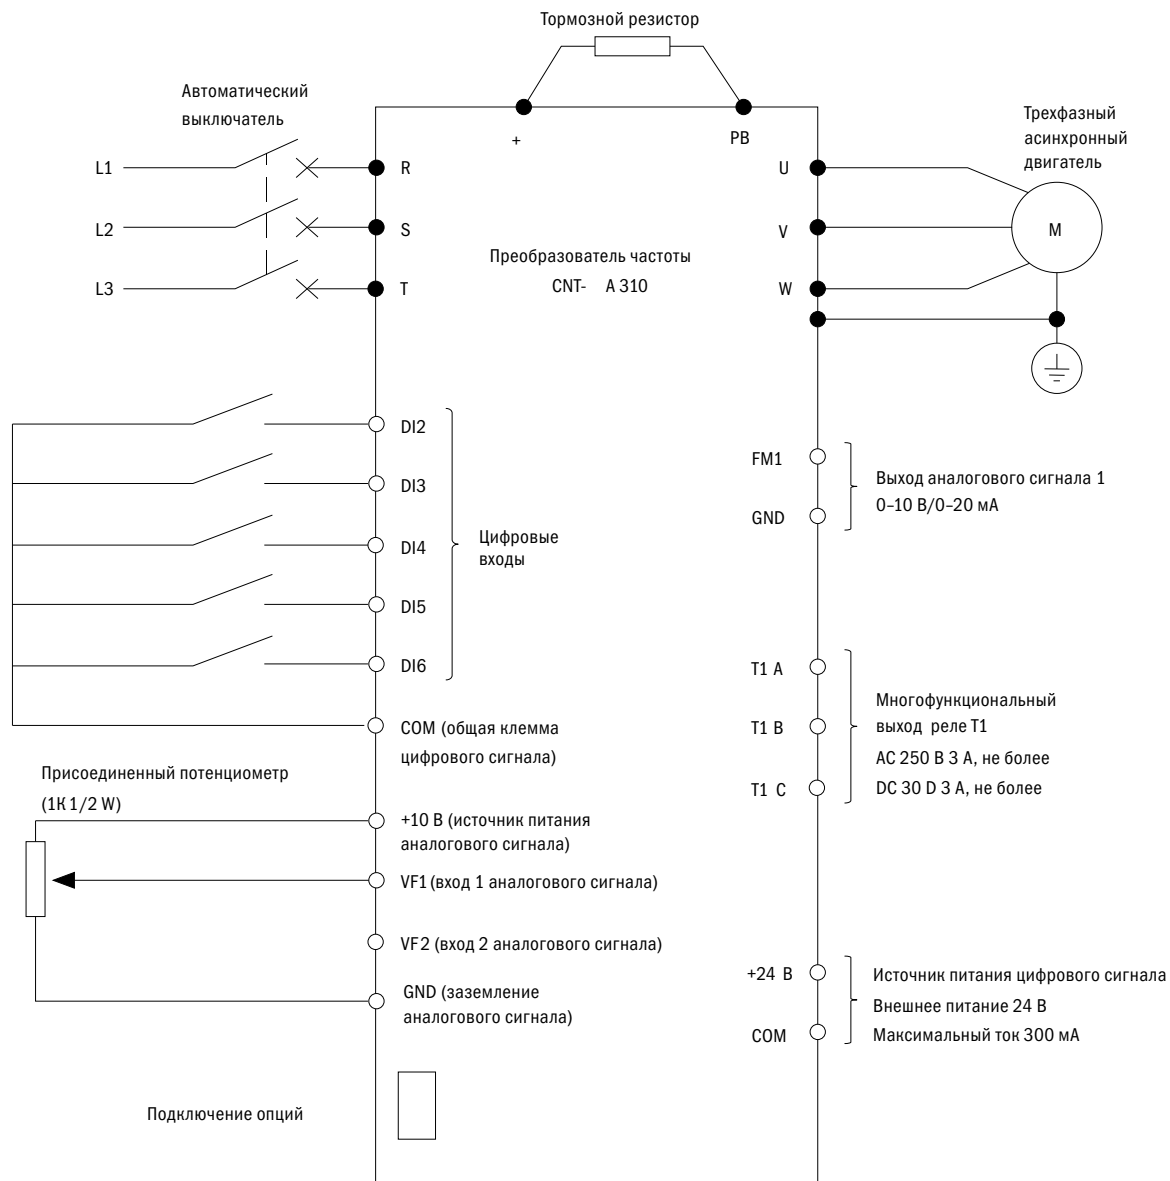 Тормозной резистор
Автоматический
выключатель
+
PB
Трехфазный
асинхронный
двигатель
L1
R
U
L2
S
V
M
Преобразователь частоты
CNT- A 310
L3
T
W
DI2
DI3
DI4
DI5
DI6
Цифровые
входы
COM (общая клемма
цифрового сигнала)
Присоединенный потенциометр
(1К 1/2 W)
+10 В (источник питания
аналогового сигнала)
VF1 (вход 1 аналогового сигнала)
VF2 (вход 2 аналогового сигнала)
GND (заземление
аналогового сигнала)
Подключение опций
FM1
GND
Выход аналогового сигнала 1
0–10 В/0–20 мА
T1 A
T1 B
T1 C
Многофункциональный
выход реле T1
AC 250 В 3 А, не более
DC 30 D 3 А, не более
+24 В
COM
Источник питания цифрового сигнала
Внешнее питание 24 В
Максимальный ток 300 мА